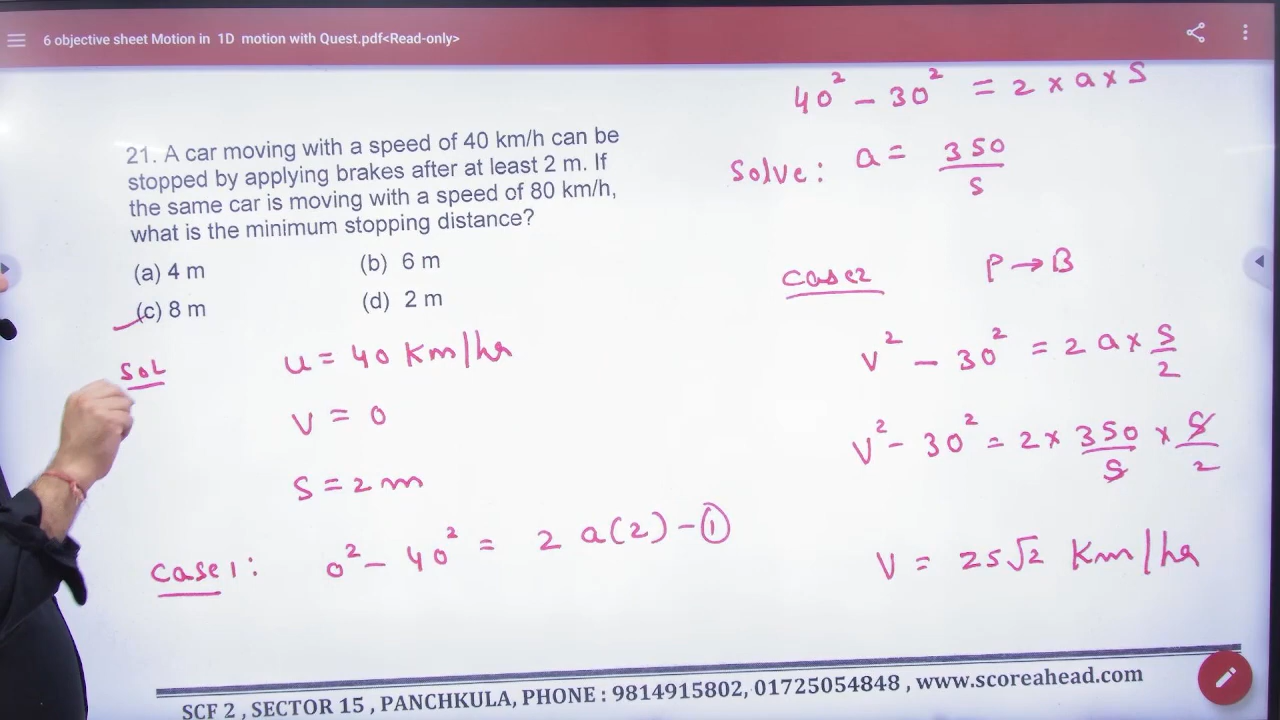 6 objective sheet Motion in 1D motion with Quest.pdf<Read-only>
21. A car moving with a speed of 40 km/h can be
stopped by applying brakes after at least 2 m. If
the same car is moving with a speed of 80 km/h,
what is the minimum stopping distance?
(a) 4 m (b) 6 m
(c) 8 m (d) 2 m
Sol u = 40 Km/hr
v = 0
S = 2m
Case 1: 0² - 40² = 2 a(2) - ①
40² - 30² = 2 × a × S
Solve: a = 350/S
Case 2 P → B
v² - 30² = 2 a × S/2
v² - 30² = 2 × 350/S × S/2
v = 25√2 Km/hr
SCF 2 , SECTOR 15 , PANCHKULA, PHONE : 9814915802, 01725054848 , www.scoreahead.com